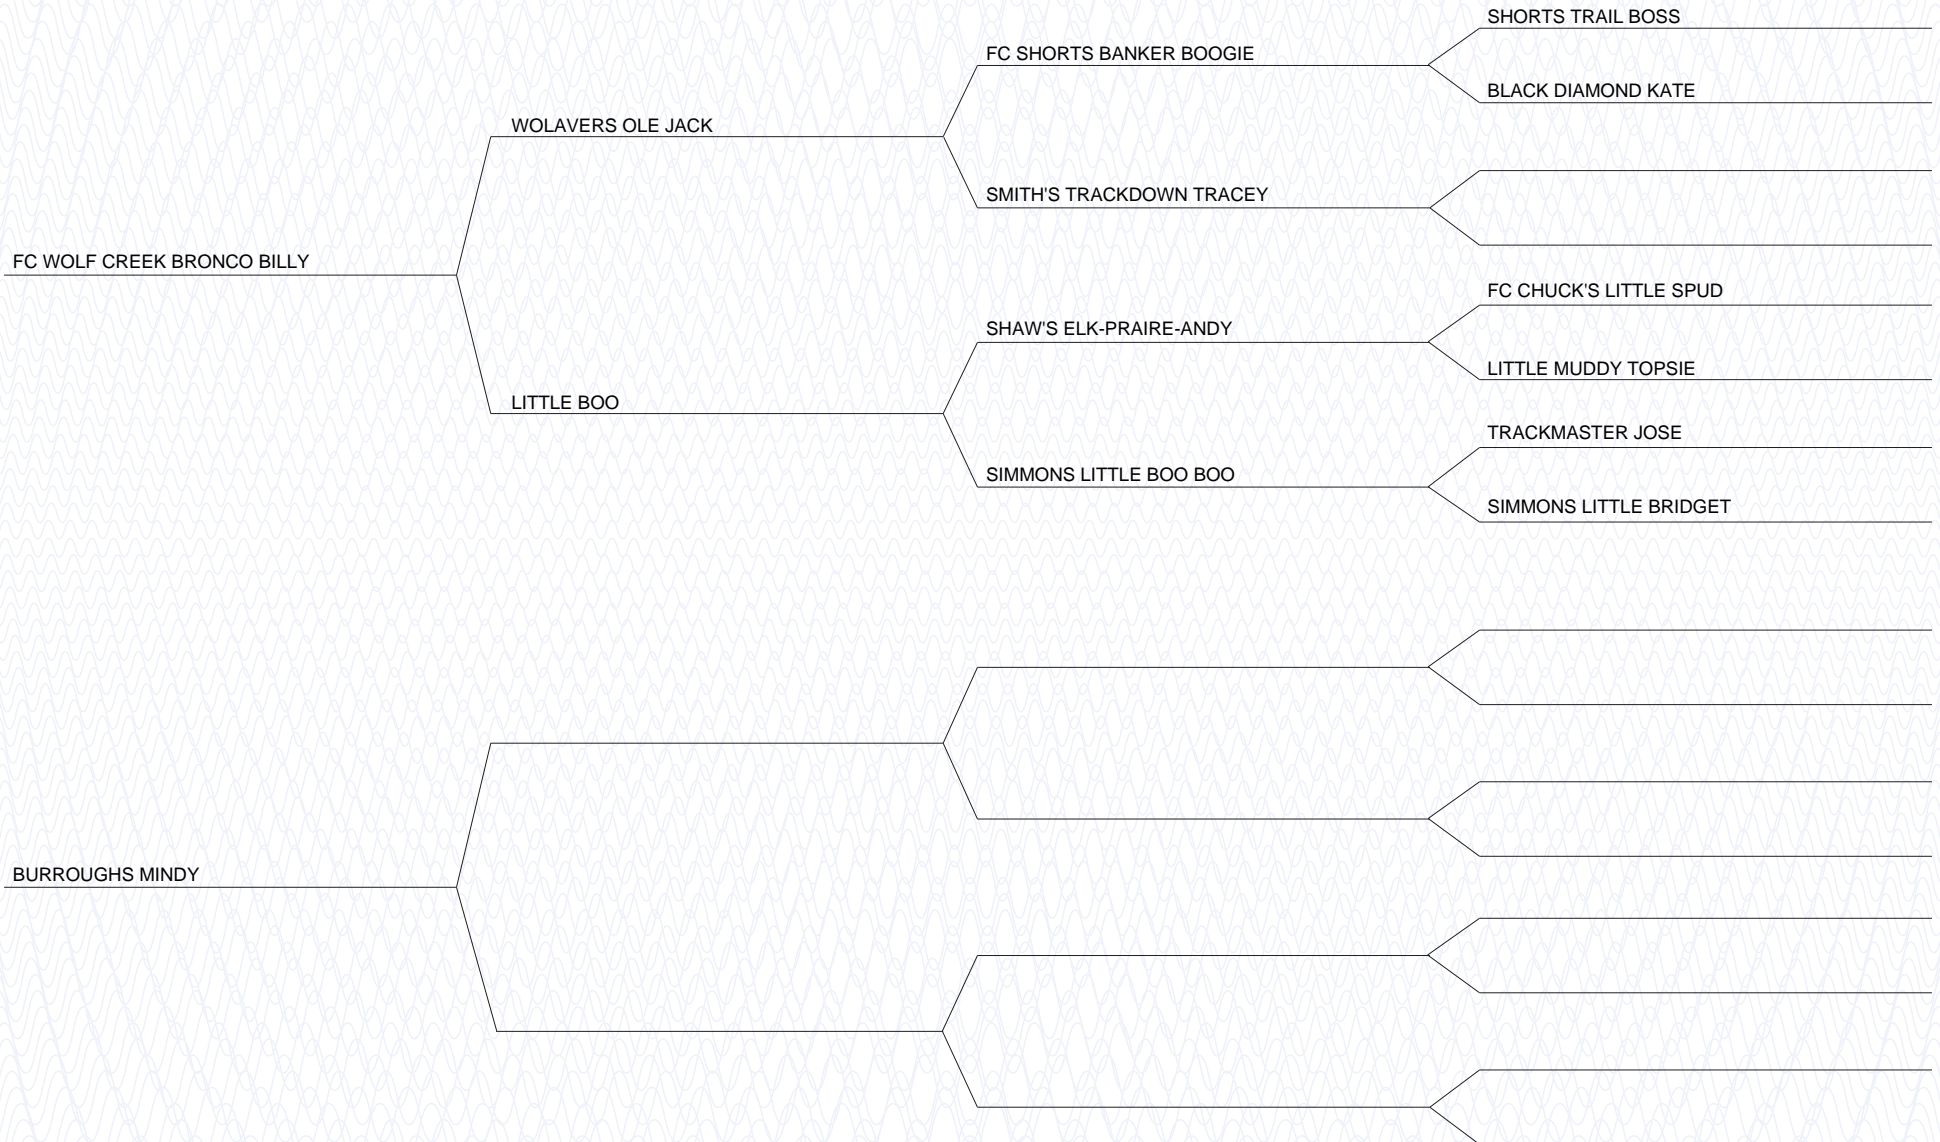 SHORTS TRAIL BOSS
FC SHORTS BANKER BOOGIE
BLACK DIAMOND KATE
WOLAVERS OLE JACK
SMITH'S TRACKDOWN TRACEY
FC WOLF CREEK BRONCO BILLY
FC CHUCK'S LITTLE SPUD
SHAW'S ELK-PRAIRE-ANDY
LITTLE MUDDY TOPSIE
LITTLE BOO
TRACKMASTER JOSE
SIMMONS LITTLE BOO BOO
SIMMONS LITTLE BRIDGET
BURROUGHS MINDY